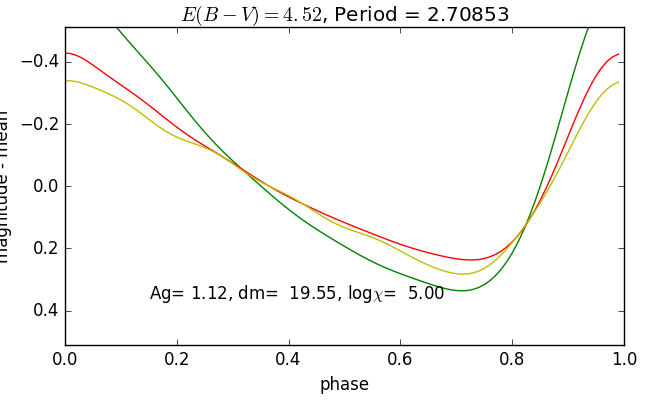 E(B − V) = 4.52, Period = 2.70853
−0.4
−0.2
0.0
0.2
0.4
magnitude - mean
Ag= 1.12, dm= 19.55, logχ= 5.00
0.0 0.2 0.4 0.6 0.8 1.0
phase